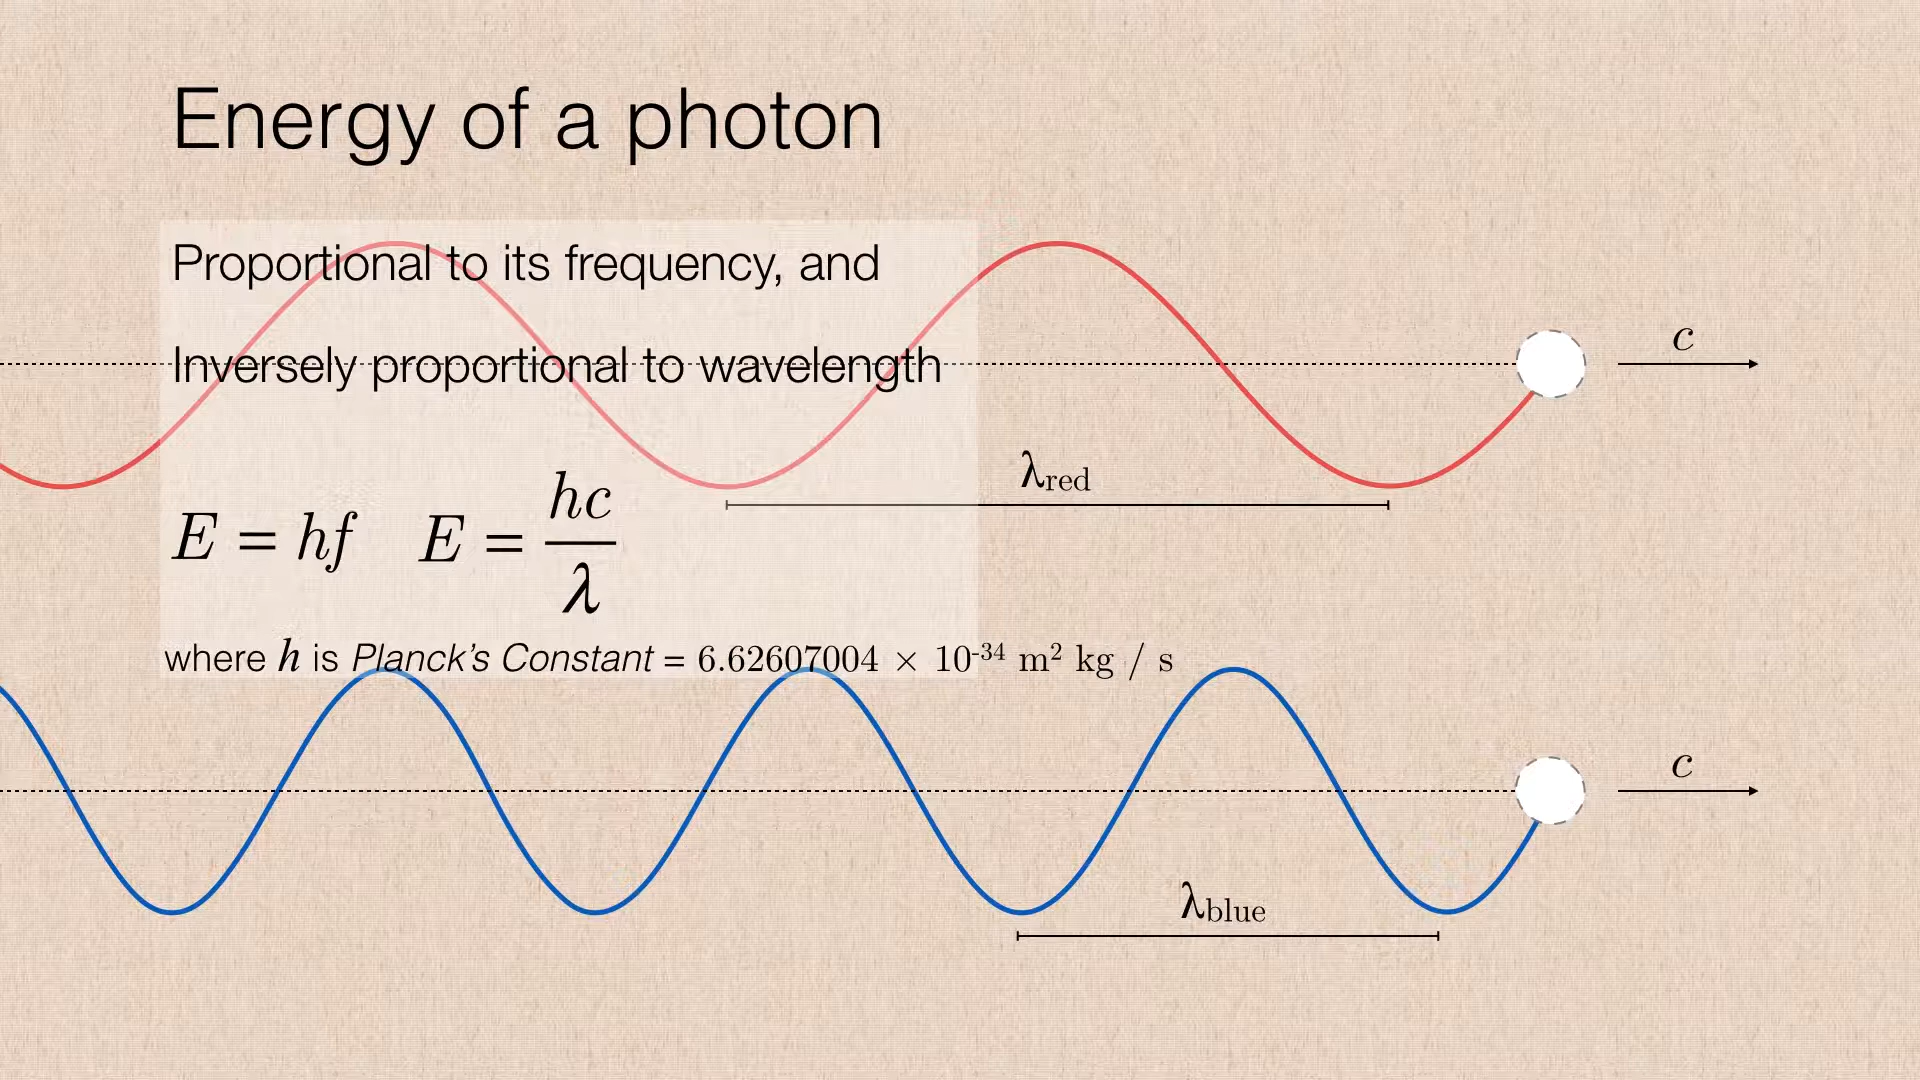 Energy of a photon
Proportional to its frequency, and
Inversely proportional to wavelength
c
λred
E = hf E = hc/λ
where h is Planck's Constant = 6.62607004 × 10-34 m² kg / s
c
λblue